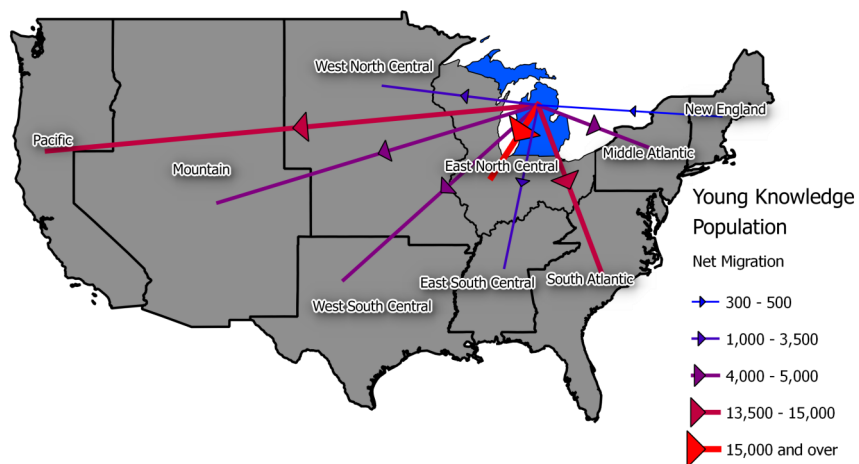 West North Central
New England
Pacific
Mountain
East North Central
Middle Atlantic
West South Central
East South Central
South Atlantic
Young Knowledge
Population
Net Migration
300 - 500
1,000 - 3,500
4,000 - 5,000
13,500 - 15,000
15,000 and over